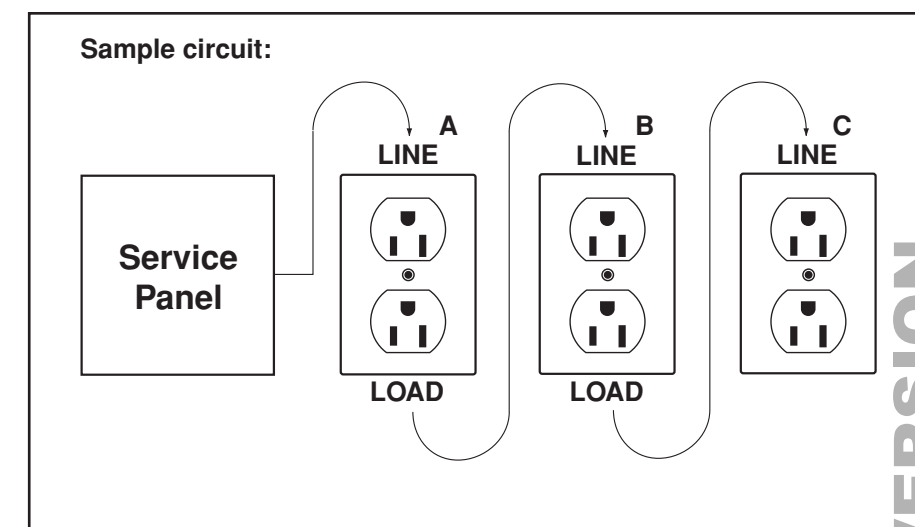 Sample circuit:
A
LINE
B
LINE
C
LINE
Service
Panel
LOAD
LOAD